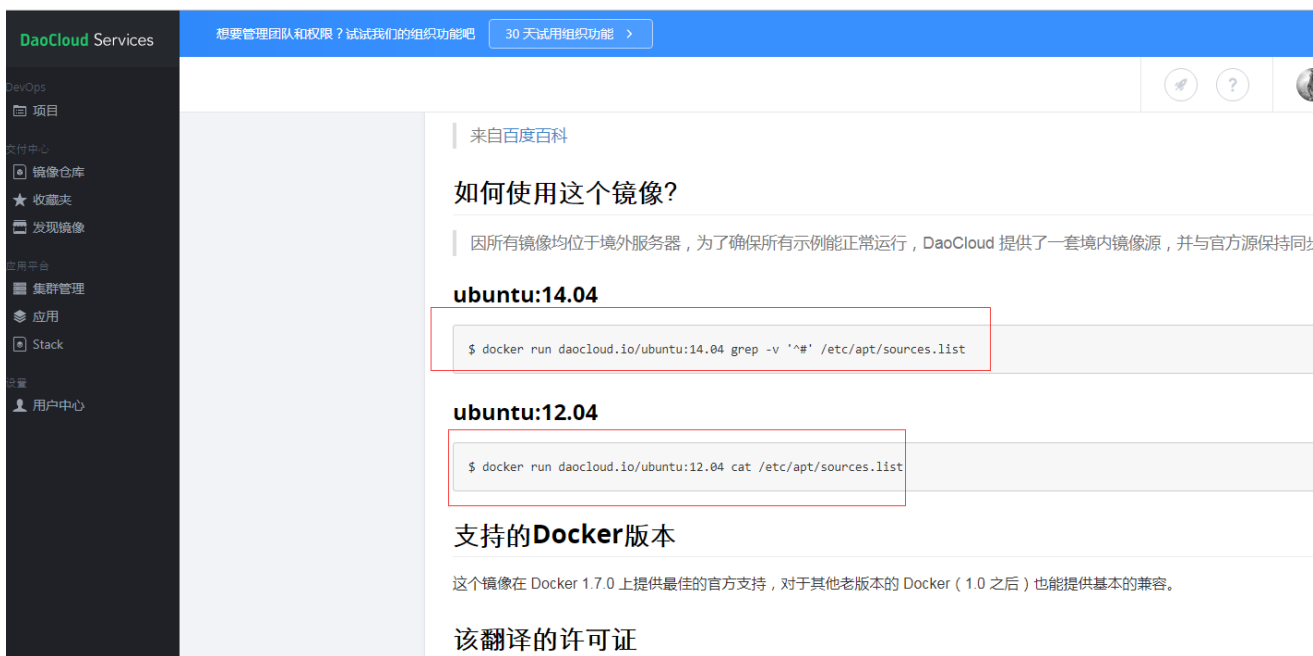 DaoCloud Services
想要管理团队和权限？试试我们的组织功能吧 30 天试用组织功能 >
?
DevOps
项目
交付中心
镜像仓库
收藏夹
发现镜像
应用平台
集群管理
应用
Stack
设置
用户中心
来自百度百科
如何使用这个镜像?
因所有镜像均位于境外服务器，为了确保所有示例能正常运行，DaoCloud 提供了一套境内镜像源，并与官方源保持同步
ubuntu:14.04
$ docker run daocloud.io/ubuntu:14.04 grep -v '^#' /etc/apt/sources.list
ubuntu:12.04
$ docker run daocloud.io/ubuntu:12.04 cat /etc/apt/sources.list
支持的Docker版本
这个镜像在 Docker 1.7.0 上提供最佳的官方支持，对于其他老版本的 Docker（1.0 之后）也能提供基本的兼容。
该翻译的许可证